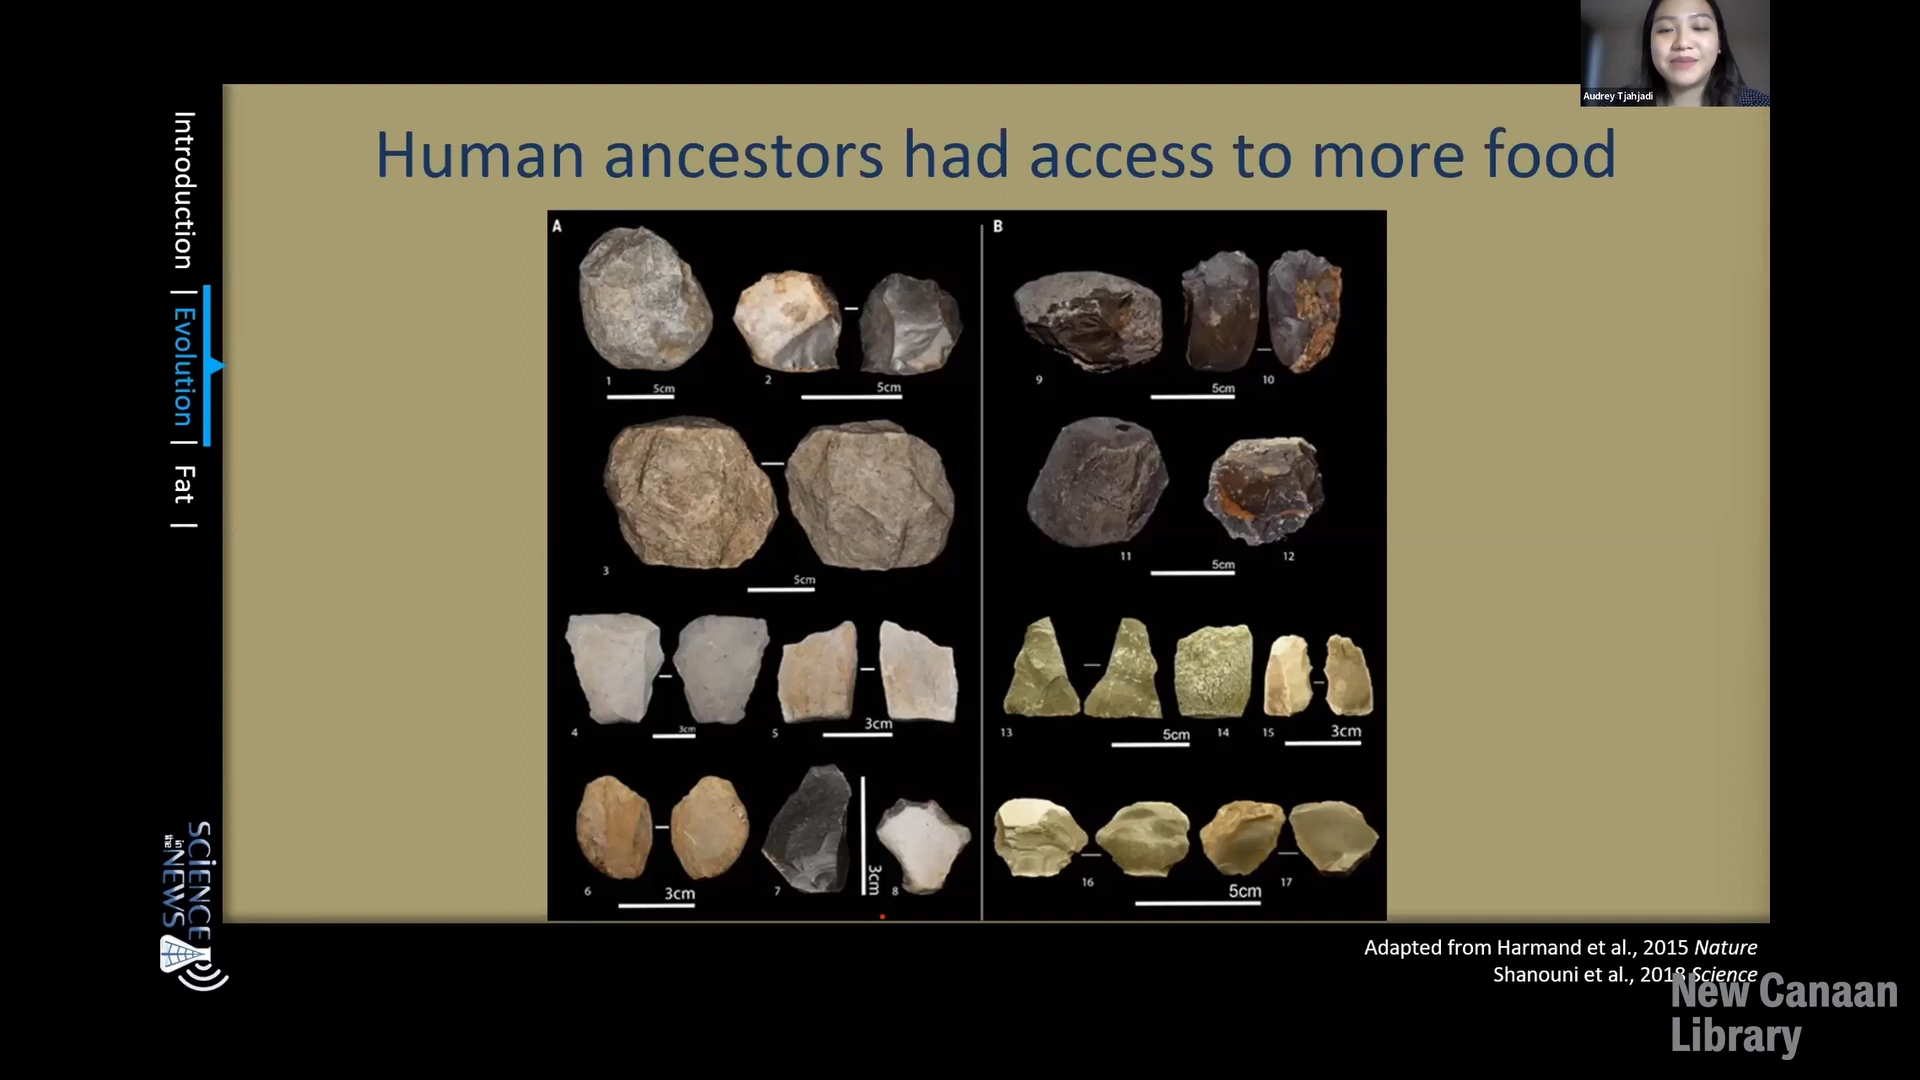 Audrey Tjahjadi
Introduction | Evolution | Fat |
Human ancestors had access to more food
A
B
1
5cm
2
5cm
9
5cm
10
3
5cm
11
5cm
12
4
3cm
5
3cm
13
5cm
14
15
3cm
6
3cm
7
3cm
8
16
5cm
17
SCIENCE
in the NEWS
Adapted from Harmand et al., 2015 Nature
Shanouni et al., 2018 Science
New Canaan
Library